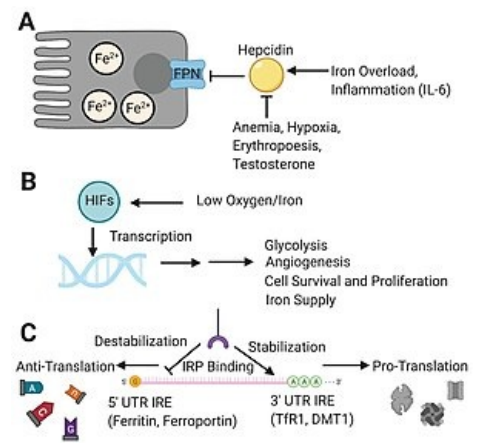 A
Fe2+
Fe2+
Fe2+
FPN
Hepcidin
Iron Overload,
Inflammation (IL-6)
Anemia, Hypoxia,
Erythropoesis,
Testosterone
B
HIFs
Low Oxygen/Iron
Transcription
Glycolysis
Angiogenesis
Cell Survival and Proliferation
Iron Supply
C
Destabilization
Stabilization
Anti-Translation
IRP Binding
Pro-Translation
5' G A A A 3'
5' UTR IRE
(Ferritin, Ferroportin)
3' UTR IRE
(TfR1, DMT1)
A
C
G